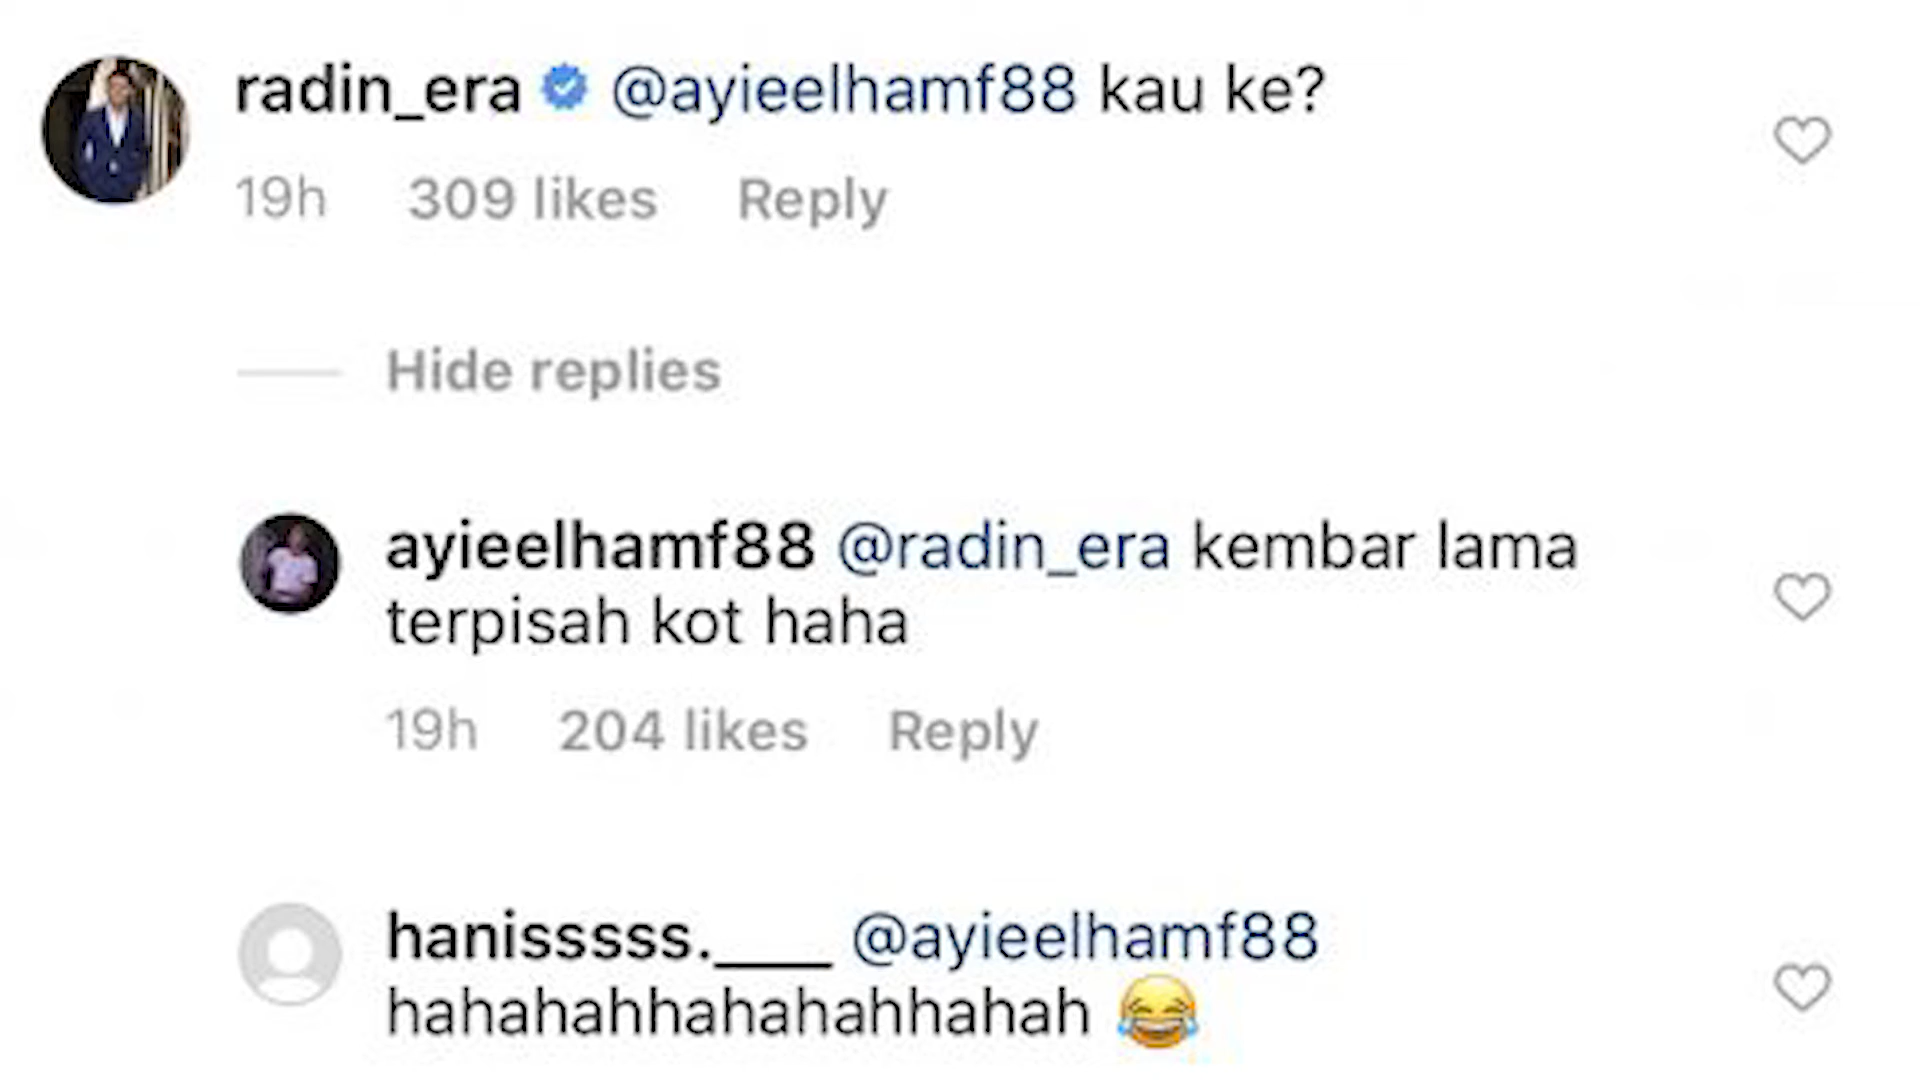 radin_era @ayieelhamf88 kau ke?
19h 309 likes Reply
Hide replies
ayieelhamf88 @radin_era kembar lama
terpisah kot haha
19h 204 likes Reply
hanisssss.____ @ayieelhamf88
hahahahhahahahhahah 😂